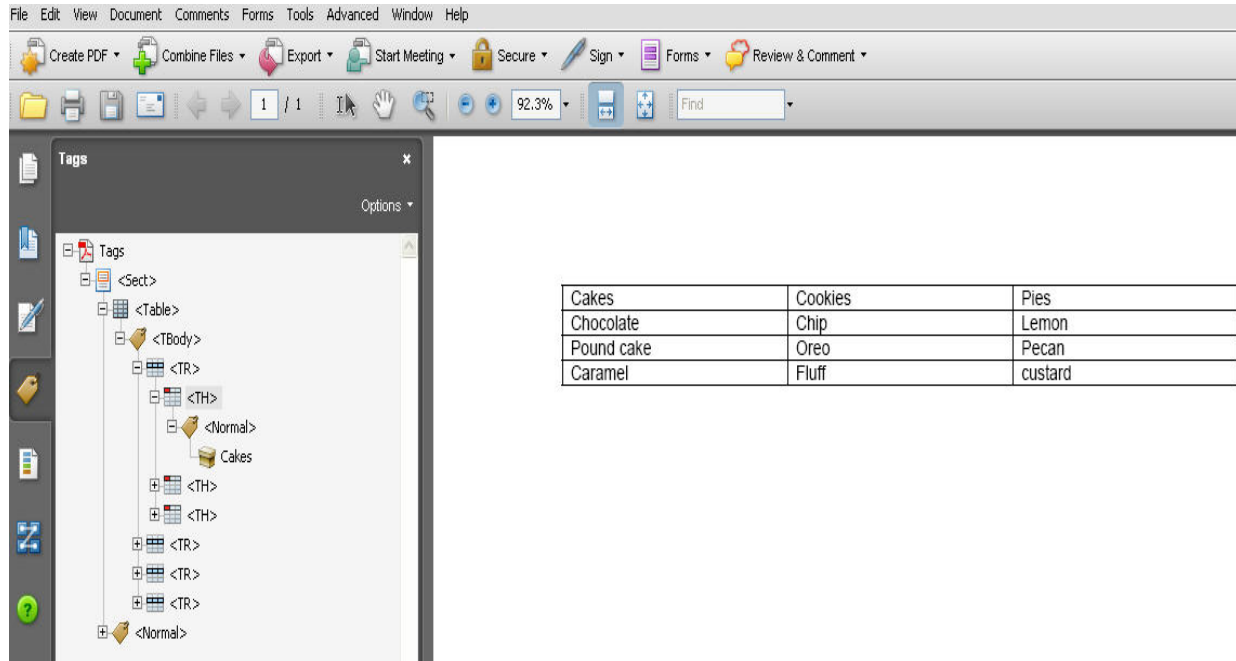 File Edit View Document Comments Forms Tools Advanced Window Help
Create PDF Combine Files Export Start Meeting Secure Sign Forms Review & Comment
1 / 1 92.3% Find
Tags x
Options
Tags
<Sect>
<Table>
<TBody>
<TR>
<TH>
<Normal>
Cakes
<TH>
<TH>
<TR>
<TR>
<TR>
<Normal>
Cakes Cookies Pies
Chocolate Chip Lemon
Pound cake Oreo Pecan
Caramel Fluff custard